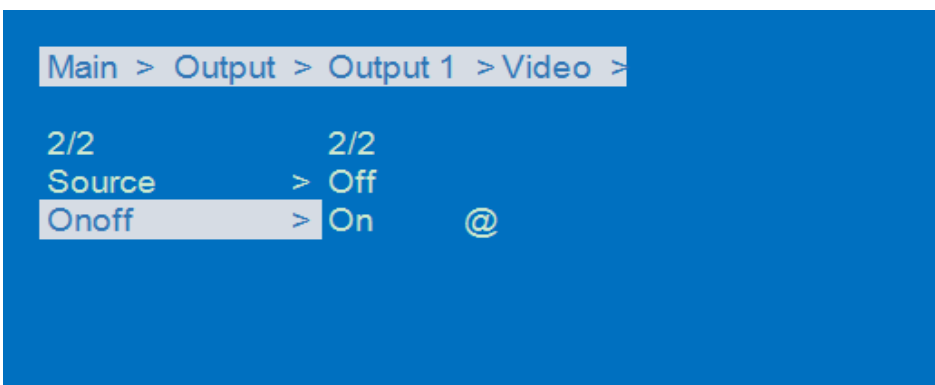 Main > Output > Output 1 > Video >
2/2 2/2
Source > Off
Onoff > On @